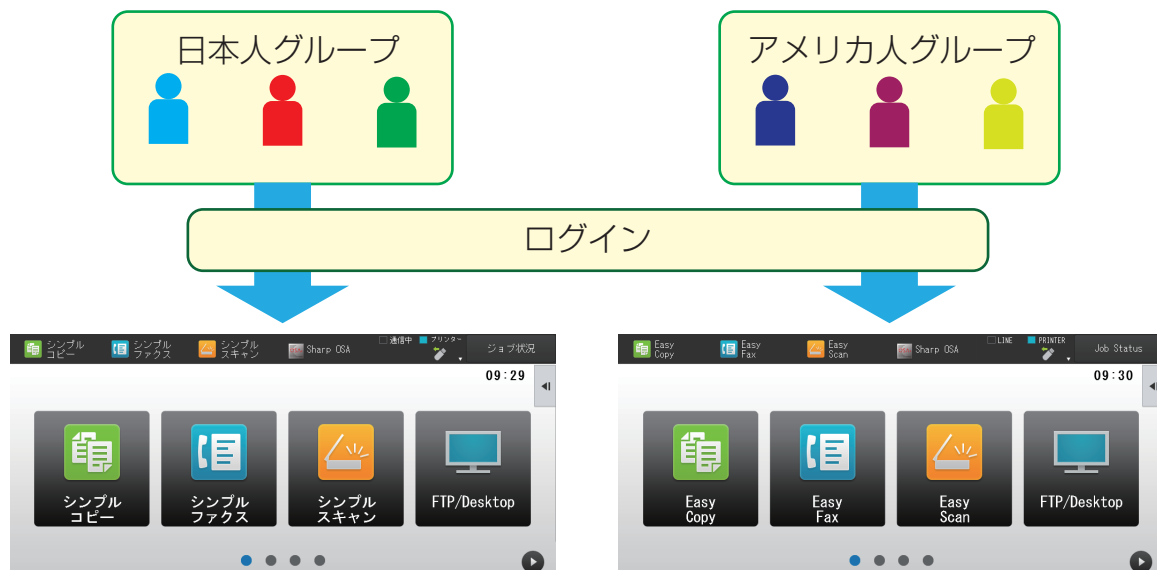 日本人グループ
アメリカ人グループ
ログイン
シンプル
コピー
シンプル
ファクス
シンプル
スキャン
Sharp OSA
通信中
プリンター
ジョブ状況
09:29
シンプル
コピー
シンプル
ファクス
シンプル
スキャン
FTP/Desktop
Easy
Copy
Easy
Fax
Easy
Scan
Sharp OSA
LINE
PRINTER
Job Status
09:30
Easy
Copy
Easy
Fax
Easy
Scan
FTP/Desktop